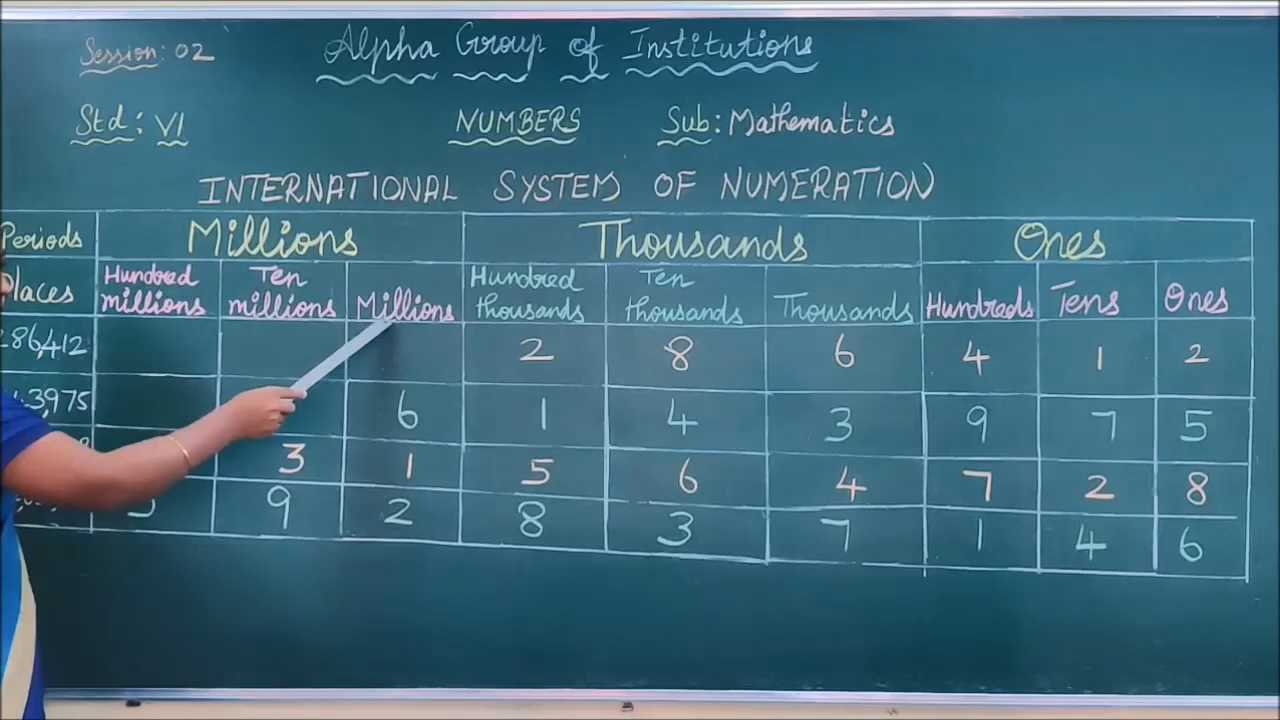 Session: 02
Alpha Group of Institutions
Std: VI
NUMBERS
Sub: Mathematics
INTERNATIONAL SYSTEM OF NUMERATION
Periods Millions Thousands Ones
Places Hundred millions Ten millions Millions Hundred thousands Ten thousands Thousands Hundreds Tens Ones
286,412 2 8 6 4 1 2
3,975 6 1 4 3 9 7 5
3 1 5 6 4 7 2 8
9 2 8 3 7 1 4 6